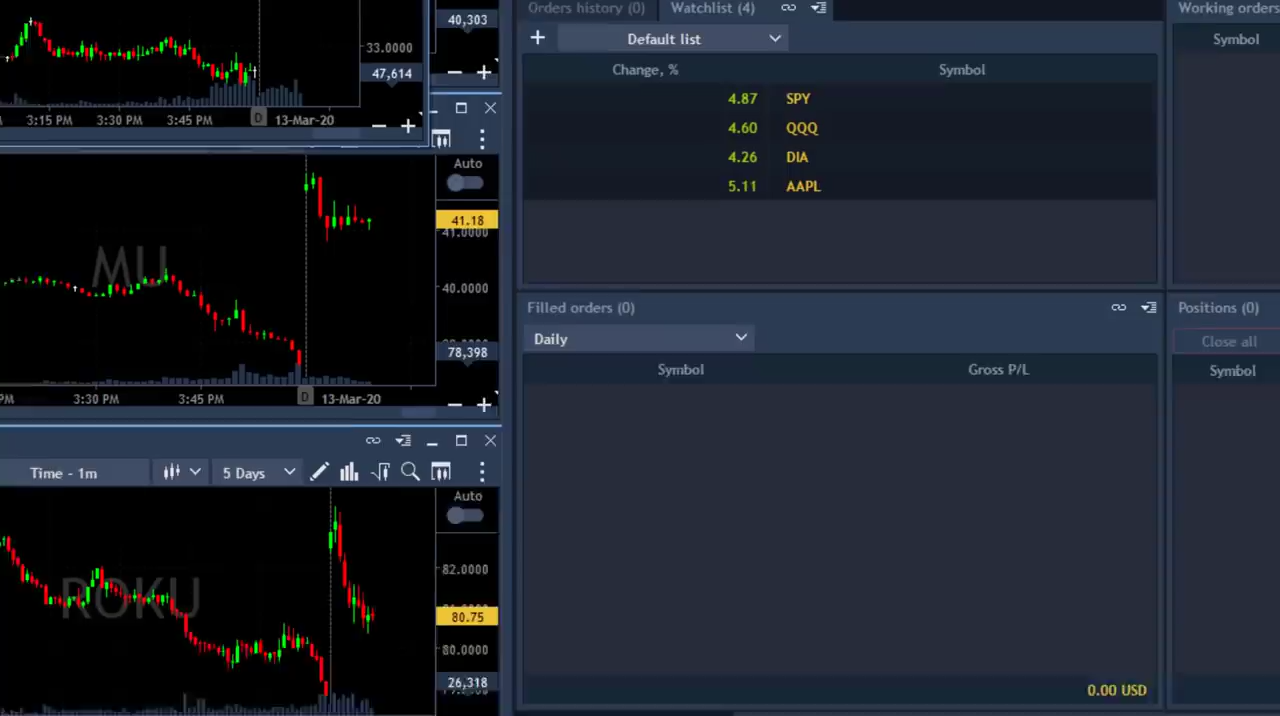 40,303
33.0000
47,614
3:15 PM 3:30 PM 3:45 PM D 13-Mar-20
Auto
41.18
41.0000
MU
40.0000
78,398
PM 3:30 PM 3:45 PM D 13-Mar-20
Time - 1m 5 Days
Auto
82.0000
ROKU
80.75
80.0000
26,318
Orders history (0) Watchlist (4)
Default list
Change, % Symbol
4.87 SPY
4.60 QQQ
4.26 DIA
5.11 AAPL
Filled orders (0)
Daily
Symbol Gross P/L
0.00 USD
Working orders
Symbol
Positions (0)
Close all
Symbol